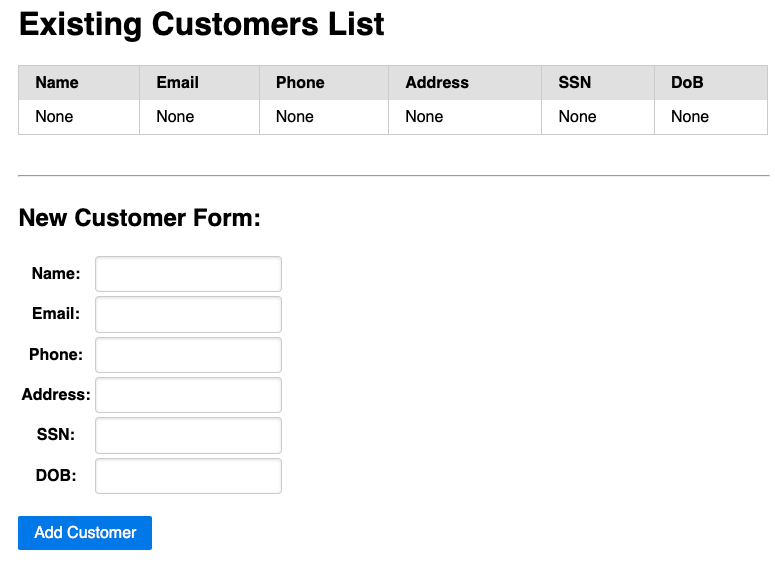 Existing Customers List
Name Email Phone Address SSN DoB
None None None None None None
New Customer Form:
Name:
Email:
Phone:
Address:
SSN:
DOB:
Add Customer